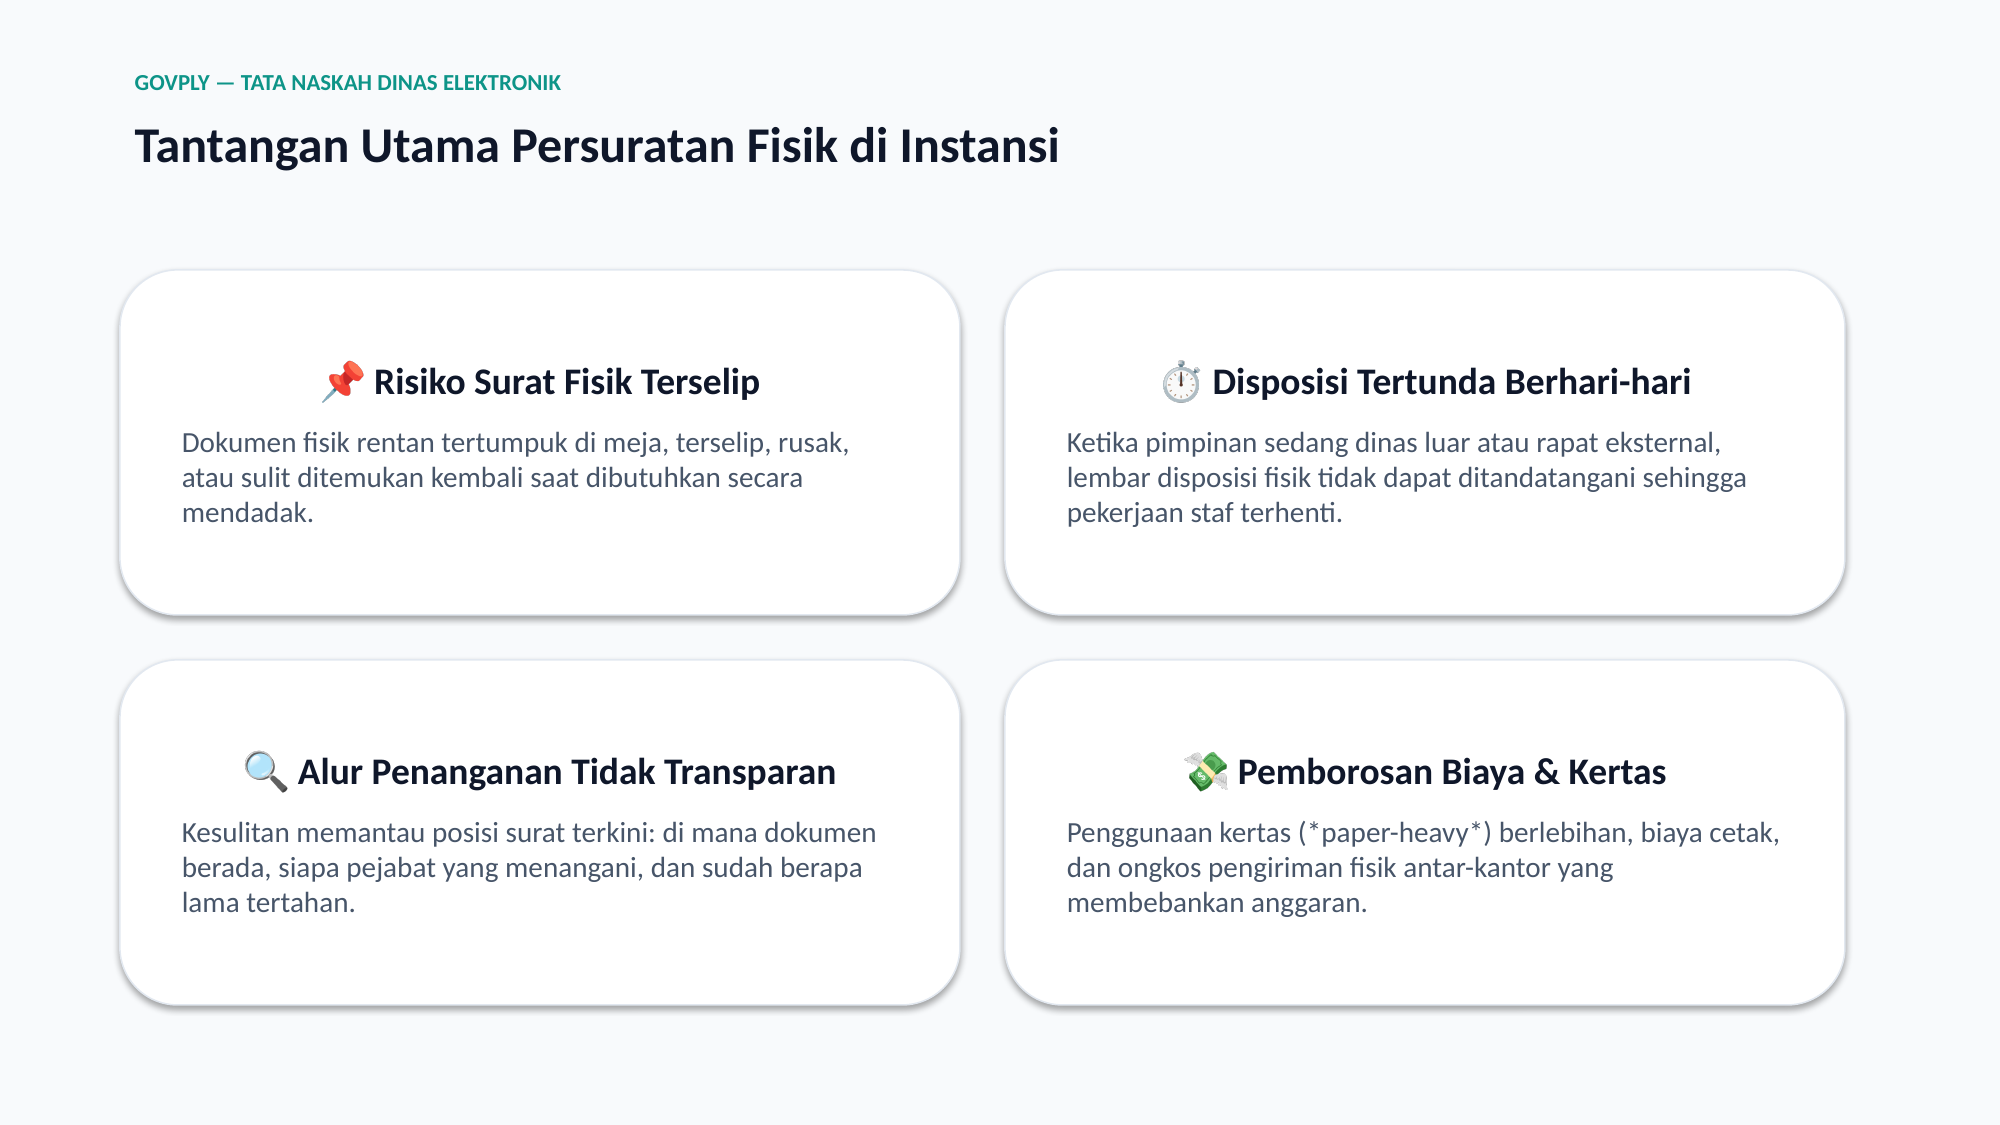 GOVPLY — TATA NASKAH DINAS ELEKTRONIK
Tantangan Utama Persuratan Fisik di Instansi
📌 Risiko Surat Fisik Terselip
Dokumen fisik rentan tertumpuk di meja, terselip, rusak,
atau sulit ditemukan kembali saat dibutuhkan secara
mendadak.
⏱️ Disposisi Tertunda Berhari-hari
Ketika pimpinan sedang dinas luar atau rapat eksternal,
lembar disposisi fisik tidak dapat ditandatangani sehingga
pekerjaan staf terhenti.
🔍 Alur Penanganan Tidak Transparan
Kesulitan memantau posisi surat terkini: di mana dokumen
berada, siapa pejabat yang menangani, dan sudah berapa
lama tertahan.
💸 Pemborosan Biaya & Kertas
Penggunaan kertas (*paper-heavy*) berlebihan, biaya cetak,
dan ongkos pengiriman fisik antar-kantor yang
membebankan anggaran.